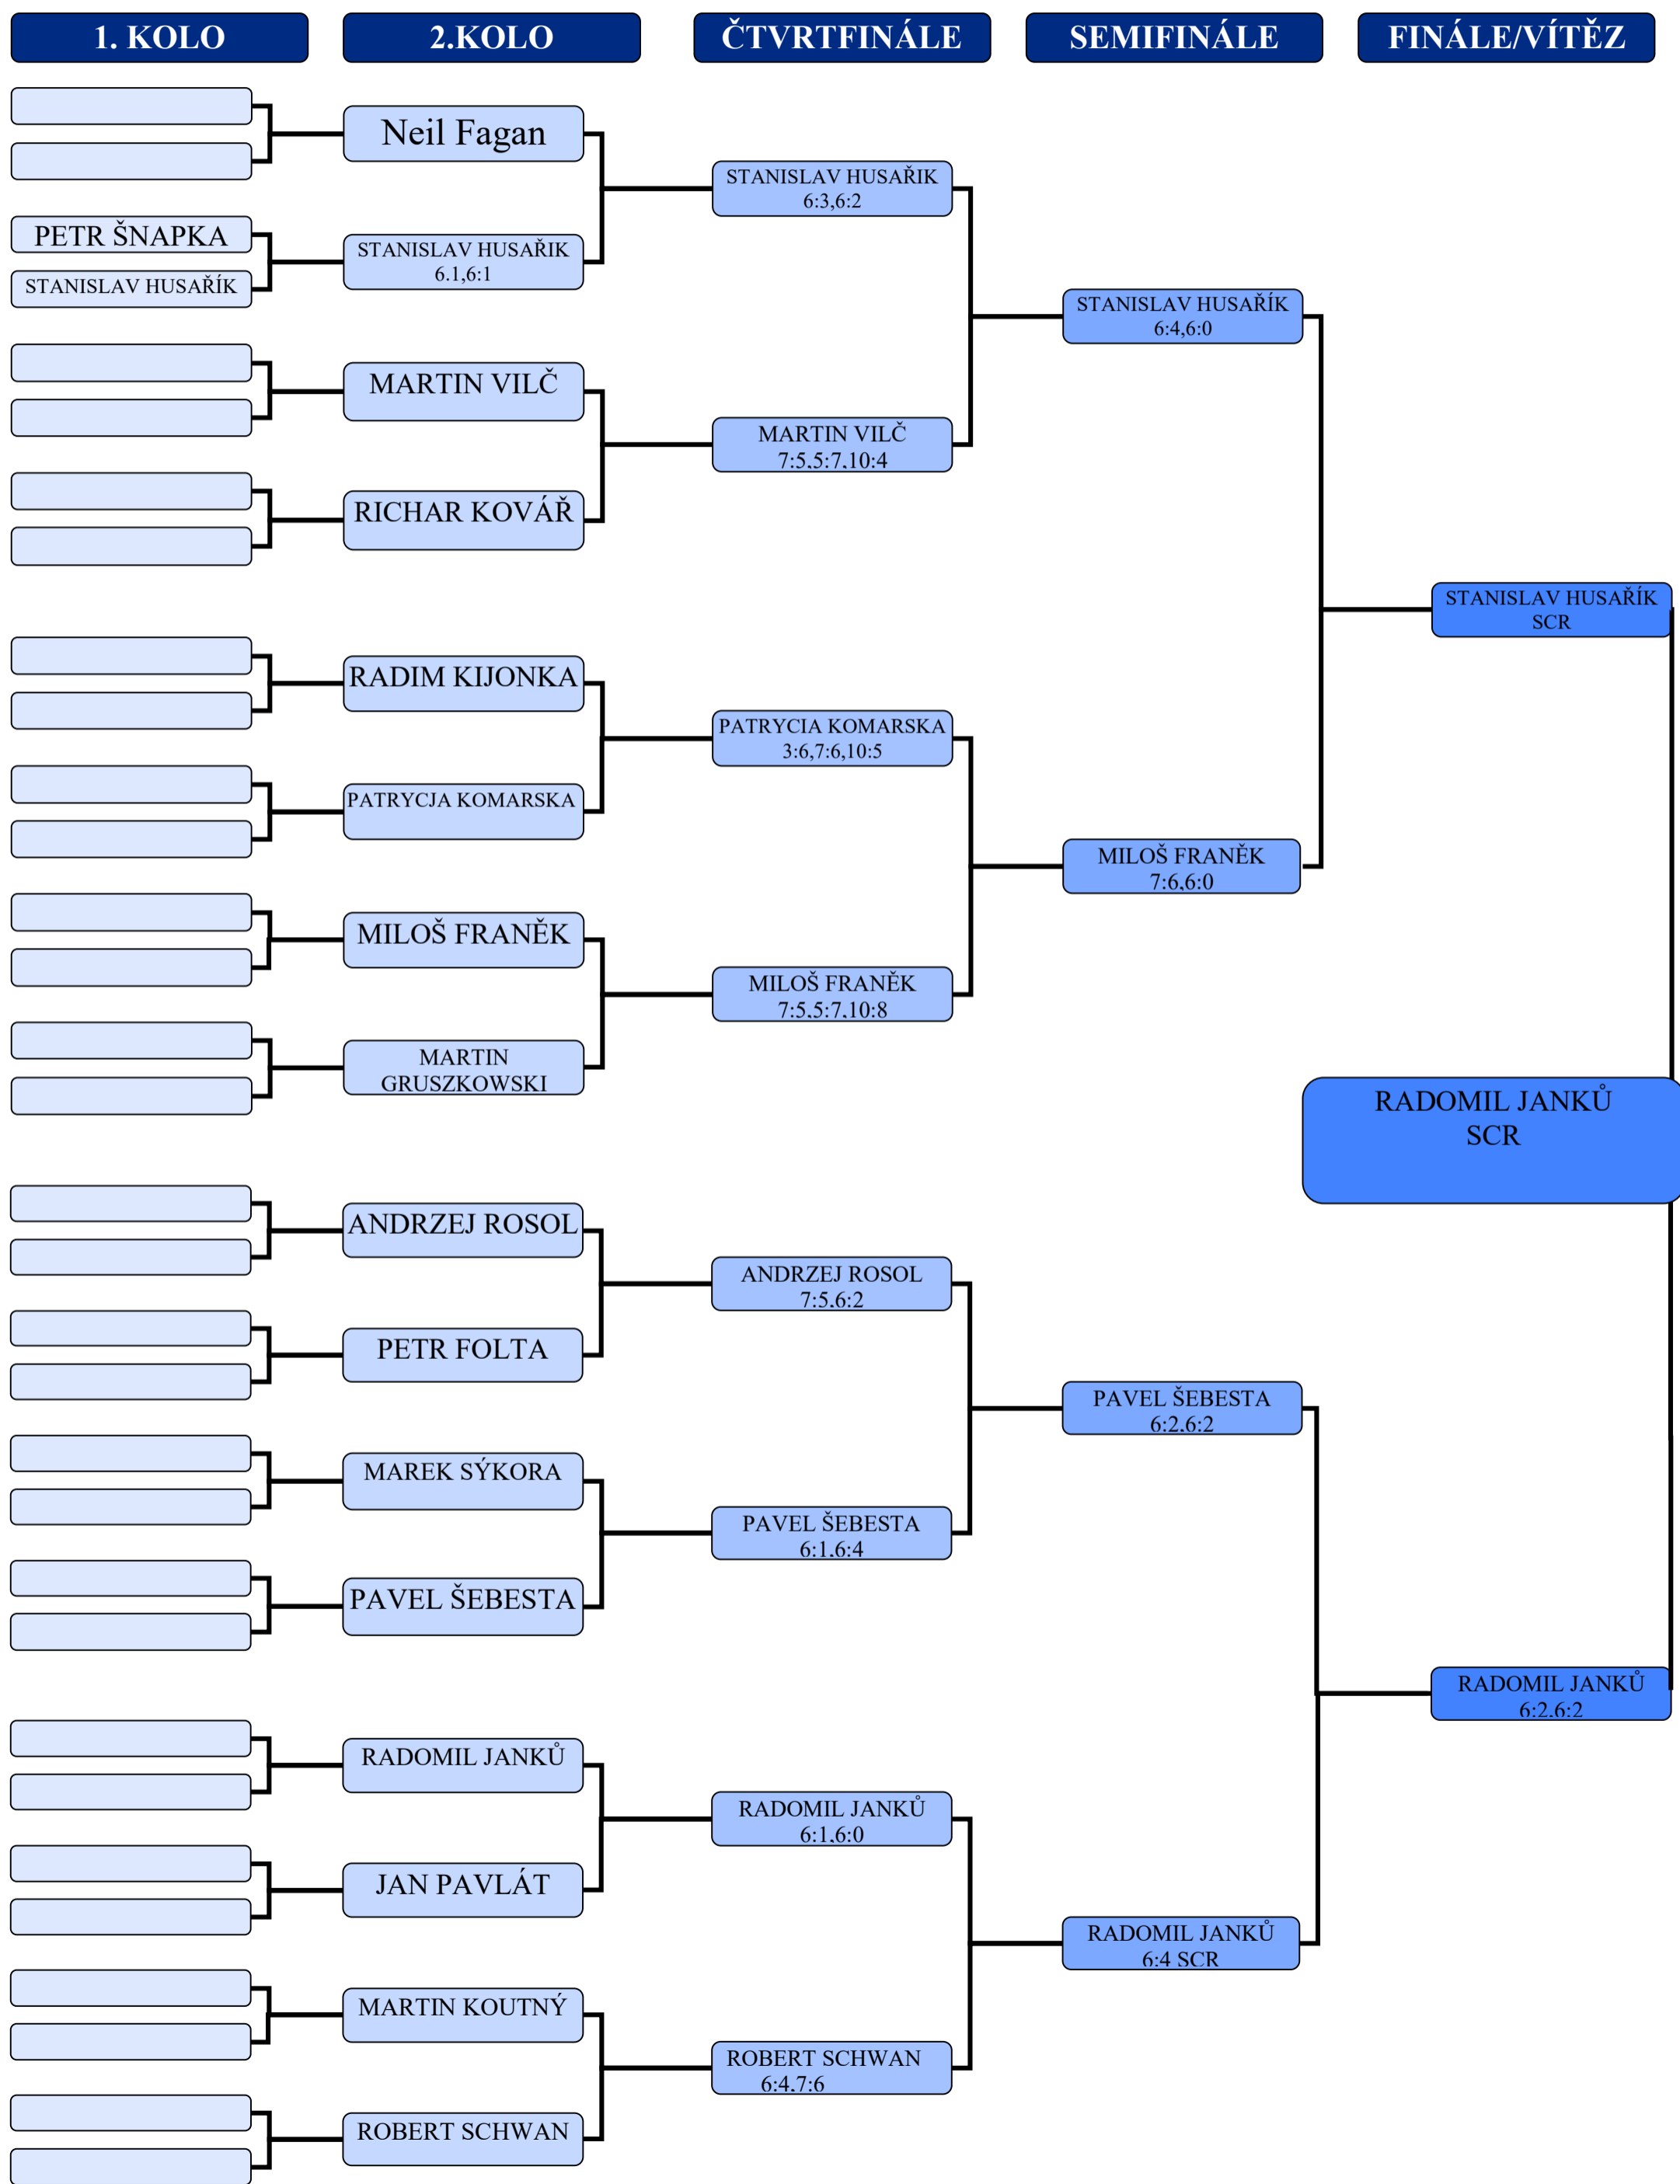 1. KOLO
2.KOLO
ČTVRTFINÁLE
SEMIFINÁLE
FINÁLE/VÍTĚZ
Neil Fagan
STANISLAV HUSAŘIK
6:3,6:2
PETR ŠNAPKA
STANISLAV HUSAŘÍK
STANISLAV HUSAŘIK
6.1,6:1
STANISLAV HUSAŘÍK
6:4,6:0
MARTIN VILČ
MARTIN VILČ
7:5,5:7,10:4
RICHAR KOVÁŘ
STANISLAV HUSAŘÍK
SCR
RADIM KIJONKA
PATRYCIA KOMARSKA
3:6,7:6,10:5
PATRYCJA KOMARSKA
MILOŠ FRANĚK
7:6,6:0
MILOŠ FRANĚK
MILOŠ FRANĚK
7:5,5:7,10:8
MARTIN
GRUSZKOWSKI
RADOMIL JANKŮ
SCR
ANDRZEJ ROSOL
ANDRZEJ ROSOL
7:5,6:2
PETR FOLTA
PAVEL ŠEBESTA
6:2,6:2
MAREK SÝKORA
PAVEL ŠEBESTA
6:1,6:4
PAVEL ŠEBESTA
RADOMIL JANKŮ
6:2,6:2
RADOMIL JANKŮ
RADOMIL JANKŮ
6:1,6:0
JAN PAVLÁT
RADOMIL JANKŮ
6:4 SCR
MARTIN KOUTNÝ
ROBERT SCHWAN
6:4,7:6
ROBERT SCHWAN